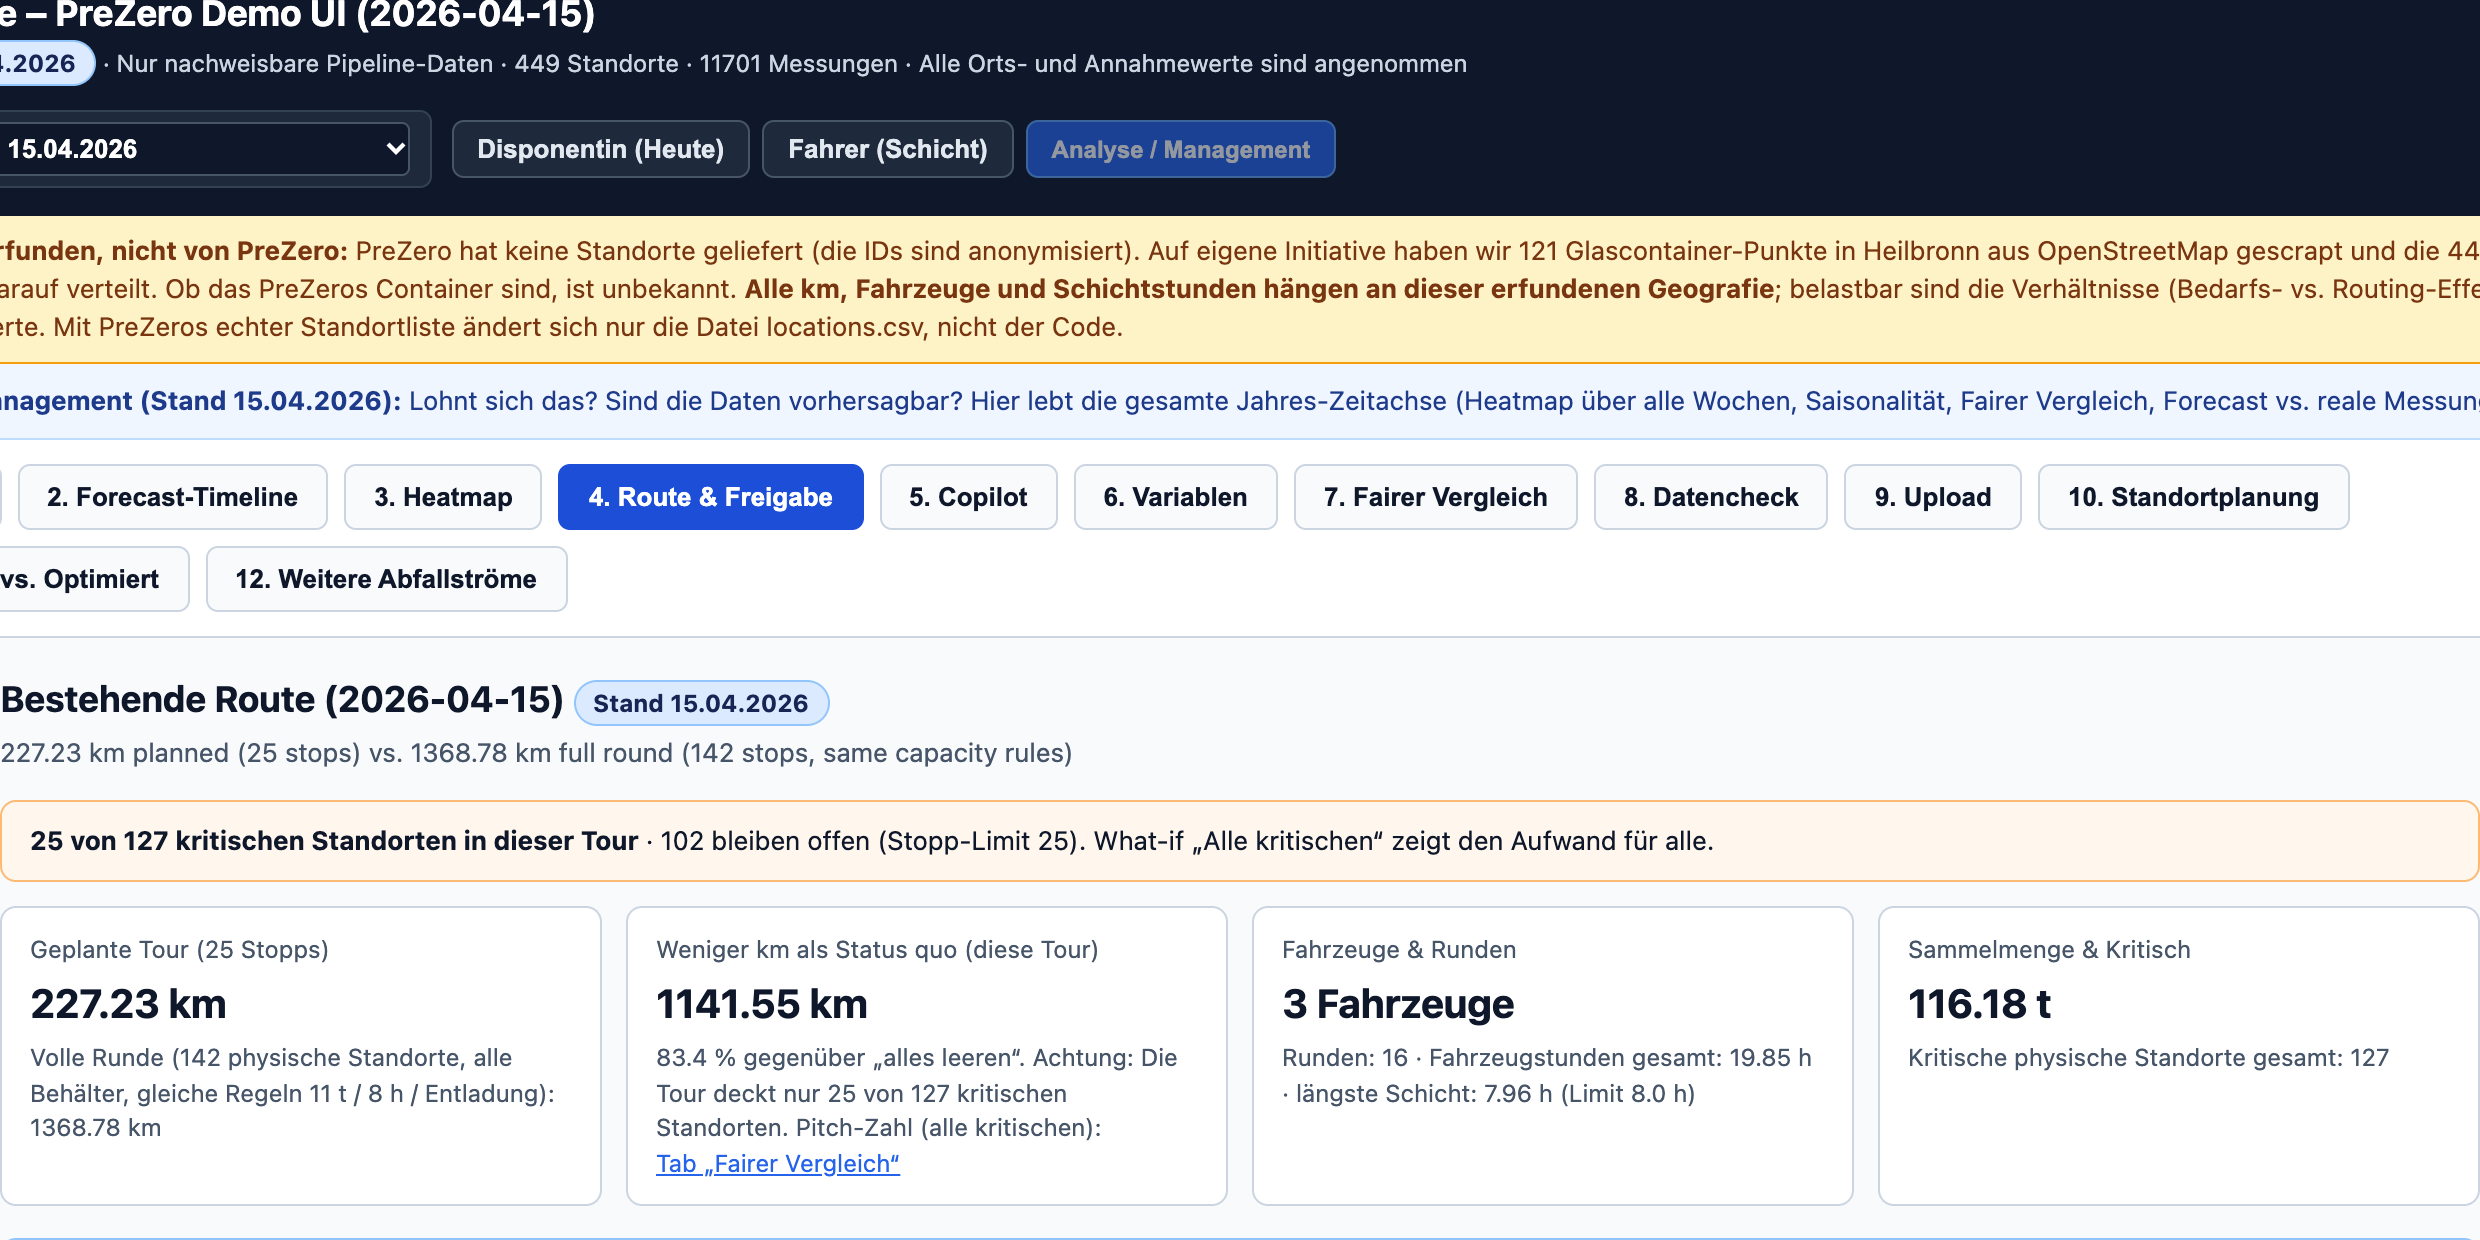 e – PreZero Demo UI (2026-04-15)
4.2026 · Nur nachweisbare Pipeline-Daten · 449 Standorte · 11701 Messungen · Alle Orts- und Annahmewerte sind angenommen
15.04.2026
Disponentin (Heute)
Fahrer (Schicht)
Analyse / Management
rfunden, nicht von PreZero: PreZero hat keine Standorte geliefert (die IDs sind anonymisiert). Auf eigene Initiative haben wir 121 Glascontainer-Punkte in Heilbronn aus OpenStreetMap gescrapt und die 44
arauf verteilt. Ob das PreZeros Container sind, ist unbekannt. Alle km, Fahrzeuge und Schichtstunden hängen an dieser erfundenen Geografie; belastbar sind die Verhältnisse (Bedarfs- vs. Routing-Effe
erte. Mit PreZeros echter Standortliste ändert sich nur die Datei locations.csv, nicht der Code.
nagement (Stand 15.04.2026): Lohnt sich das? Sind die Daten vorhersagbar? Hier lebt die gesamte Jahres-Zeitachse (Heatmap über alle Wochen, Saisonalität, Fairer Vergleich, Forecast vs. reale Messun
2. Forecast-Timeline
3. Heatmap
4. Route & Freigabe
5. Copilot
6. Variablen
7. Fairer Vergleich
8. Datencheck
9. Upload
10. Standortplanung
vs. Optimiert
12. Weitere Abfallströme
Bestehende Route (2026-04-15)
Stand 15.04.2026
227.23 km planned (25 stops) vs. 1368.78 km full round (142 stops, same capacity rules)
25 von 127 kritischen Standorten in dieser Tour · 102 bleiben offen (Stopp-Limit 25). What-if „Alle kritischen“ zeigt den Aufwand für alle.
Geplante Tour (25 Stopps)
227.23 km
Volle Runde (142 physische Standorte, alle
Behälter, gleiche Regeln 11 t / 8 h / Entladung):
1368.78 km
Weniger km als Status quo (diese Tour)
1141.55 km
83.4 % gegenüber „alles leeren“. Achtung: Die
Tour deckt nur 25 von 127 kritischen
Standorten. Pitch-Zahl (alle kritischen):
Tab „Fairer Vergleich“
Fahrzeuge & Runden
3 Fahrzeuge
Runden: 16 · Fahrzeugstunden gesamt: 19.85 h
· längste Schicht: 7.96 h (Limit 8.0 h)
Sammelmenge & Kritisch
116.18 t
Kritische physische Standorte gesamt: 127